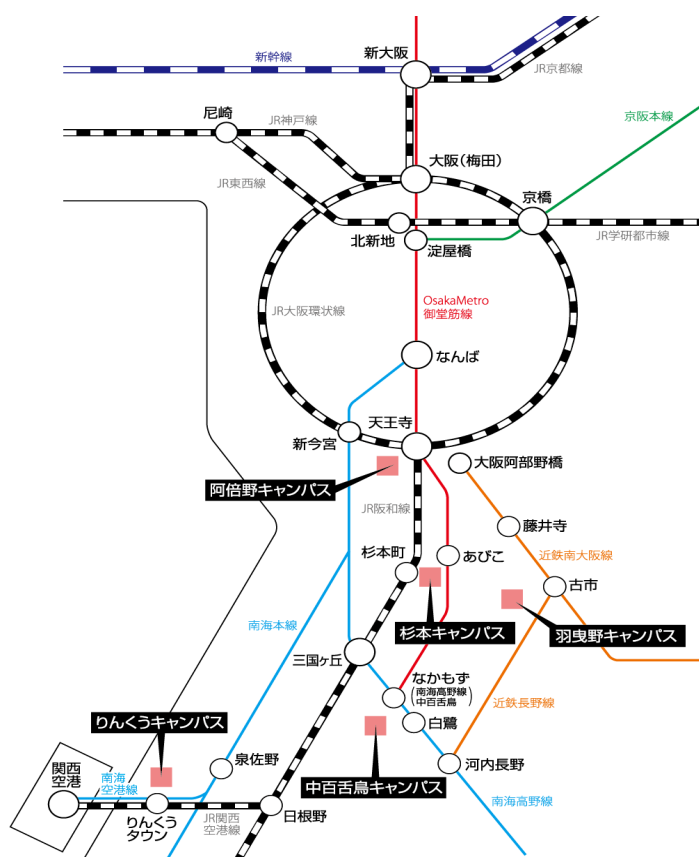 新大阪
新幹線
JR京都線
尼崎
JR神戸線
京阪本線
大阪(梅田)
JR東西線
京橋
北新地
淀屋橋
JR学研都市線
OsakaMetro
御堂筋線
JR大阪環状線
なんば
天王寺
新今宮
大阪阿部野橋
阿倍野キャンパス
JR阪和線
藤井寺
杉本町
あびこ
近鉄南大阪線
古市
南海本線
杉本キャンパス
羽曳野キャンパス
三国ヶ丘
なかもず
(南海高野線
中百舌鳥)
近鉄長野線
りんくうキャンパス
白鷺
泉佐野
関西
空港
南海
空港線
中百舌鳥キャンパス
河内長野
南海高野線
りんくう
タウン
JR関西
空港線
日根野